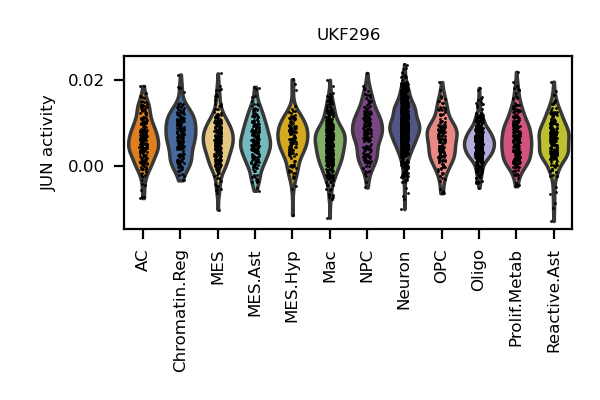 UKF296
JUN activity
0.02
0.00
AC
Chromatin.Reg
MES
MES.Ast
MES.Hyp
Mac
NPC
Neuron
OPC
Oligo
Prolif.Metab
Reactive.Ast